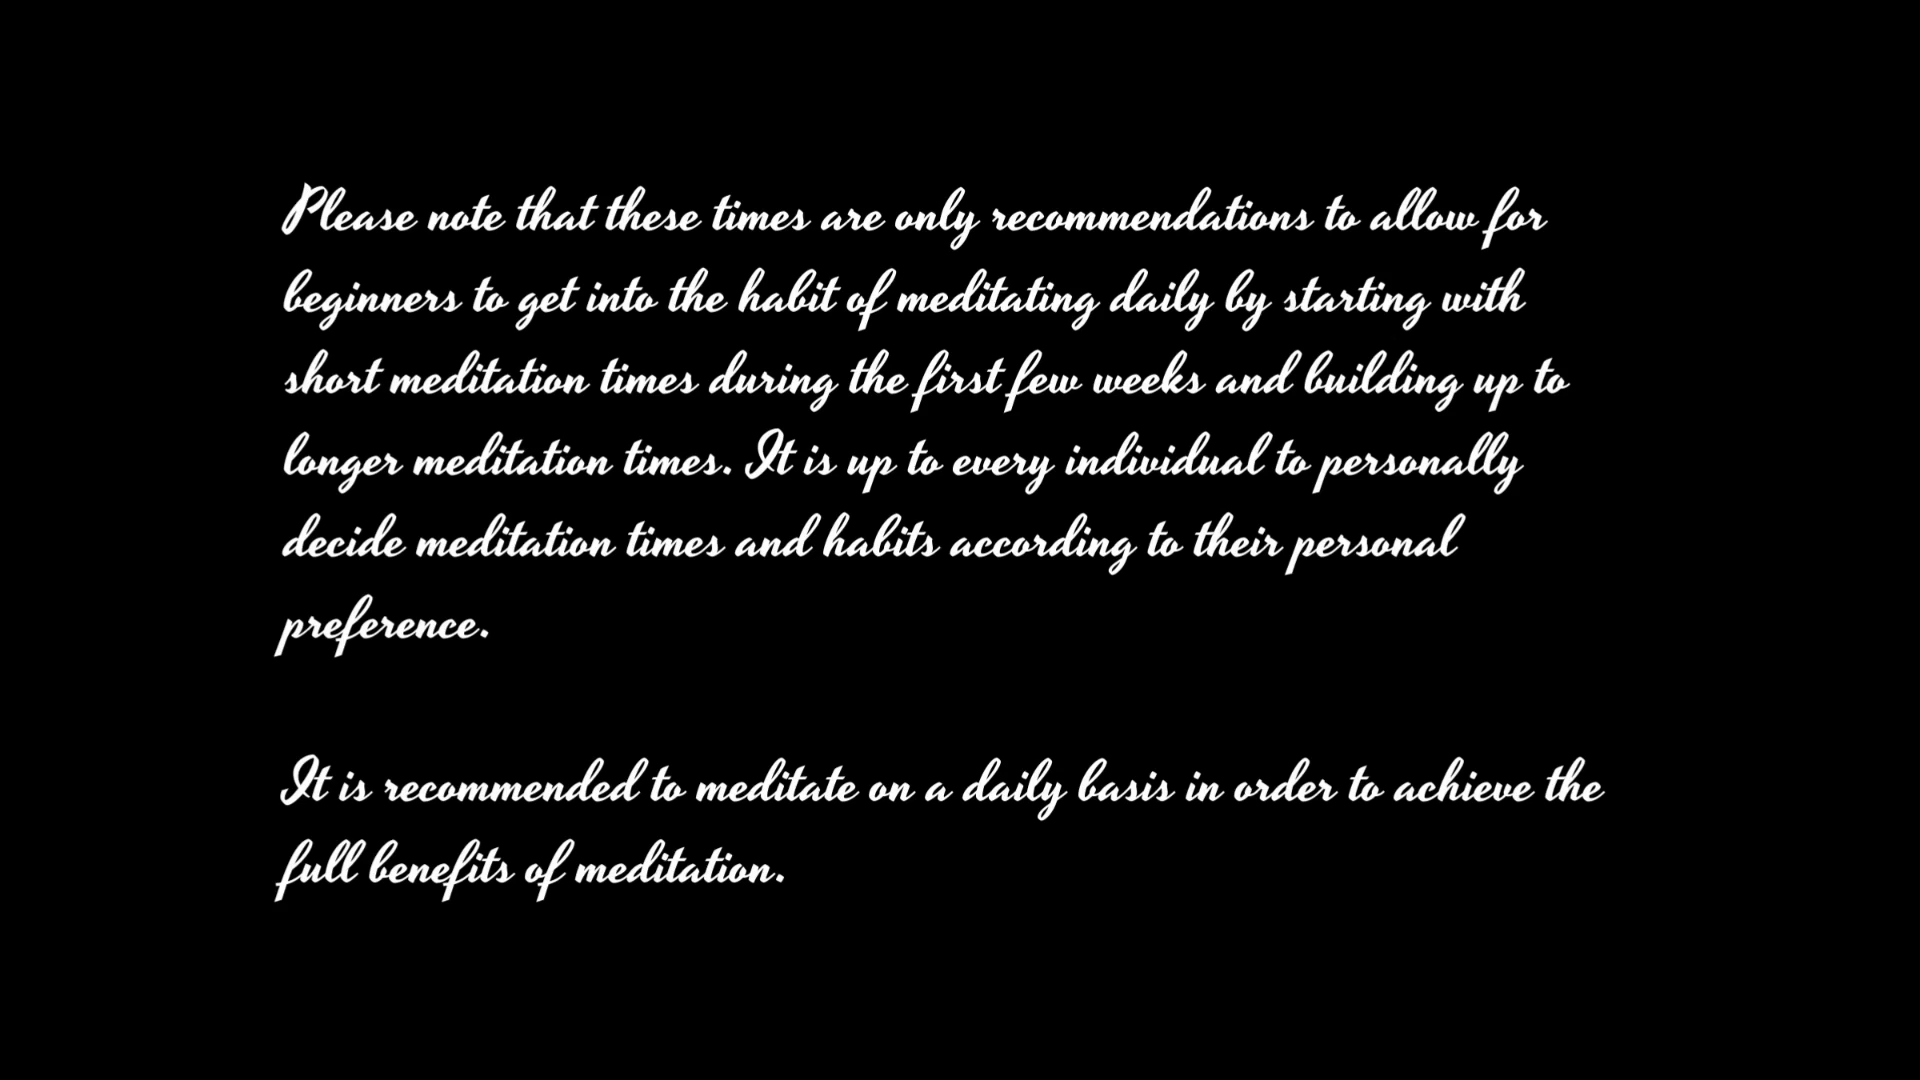 Please note that these times are only recommendations to allow for
beginners to get into the habit of meditating daily by starting with
short meditation times during the first few weeks and building up to
longer meditation times. It is up to every individual to personally
decide meditation times and habits according to their personal
preference.
It is recommended to meditate on a daily basis in order to achieve the
full benefits of meditation.